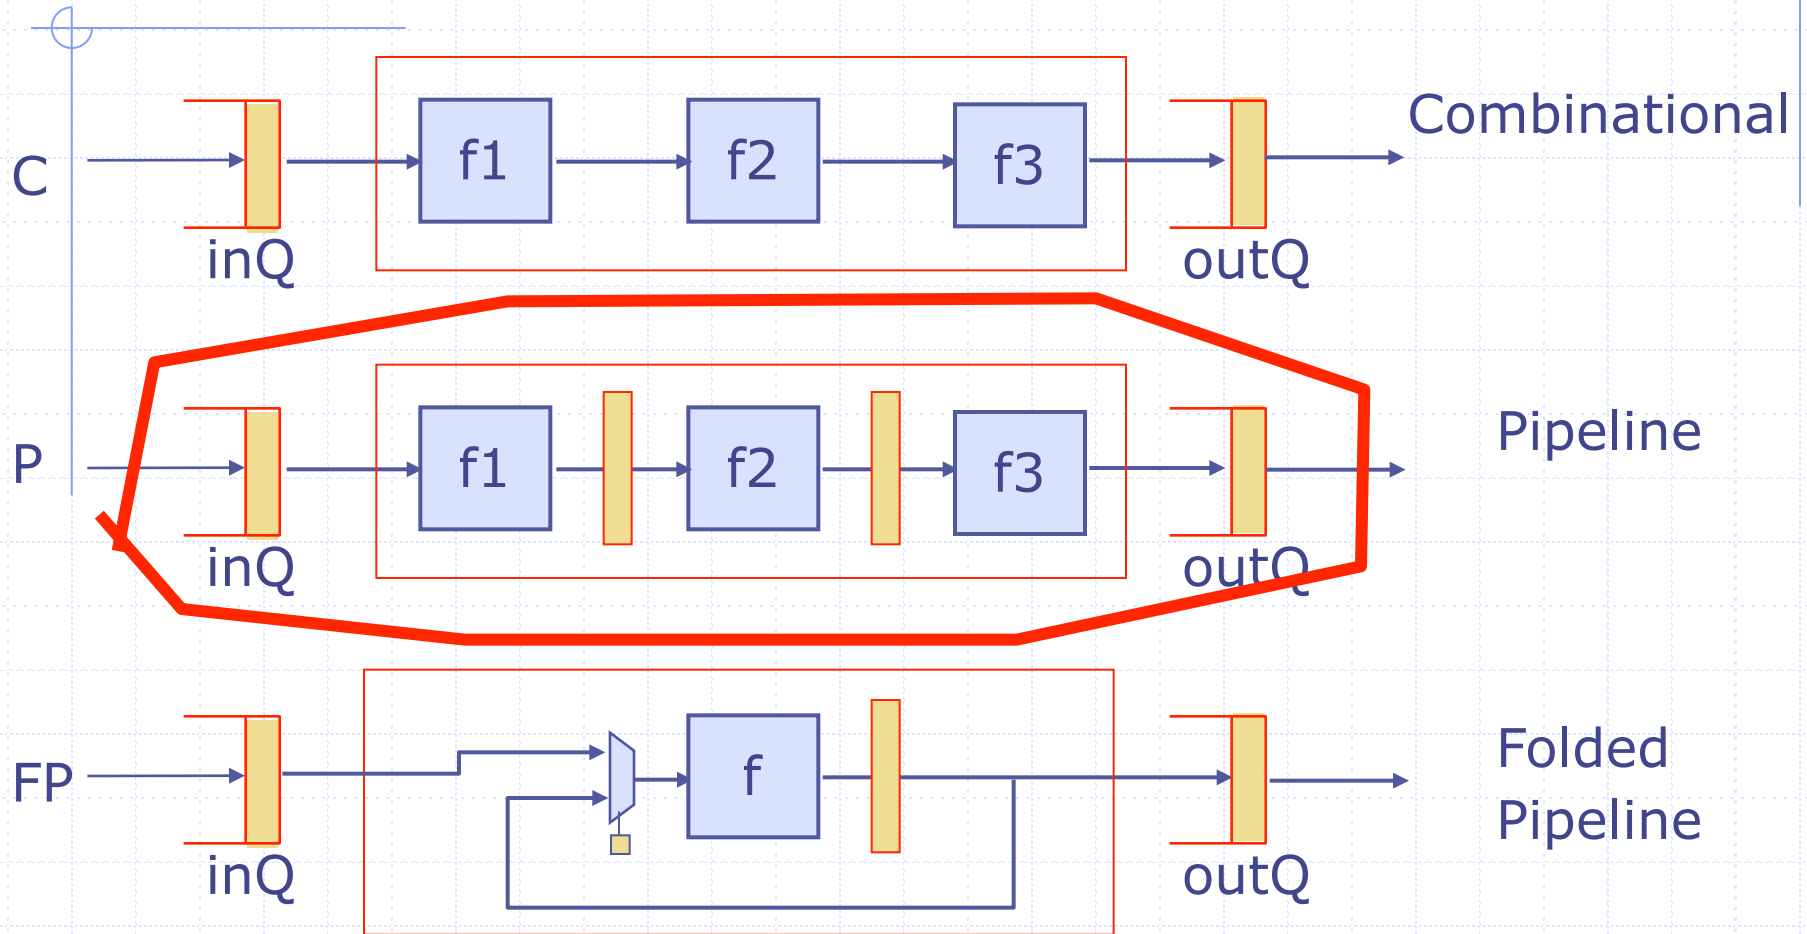 Combinational
C
f1
f2
f3
inQ
outQ
Pipeline
P
f1
f2
f3
inQ
outQ
Folded
Pipeline
FP
f
inQ
outQ